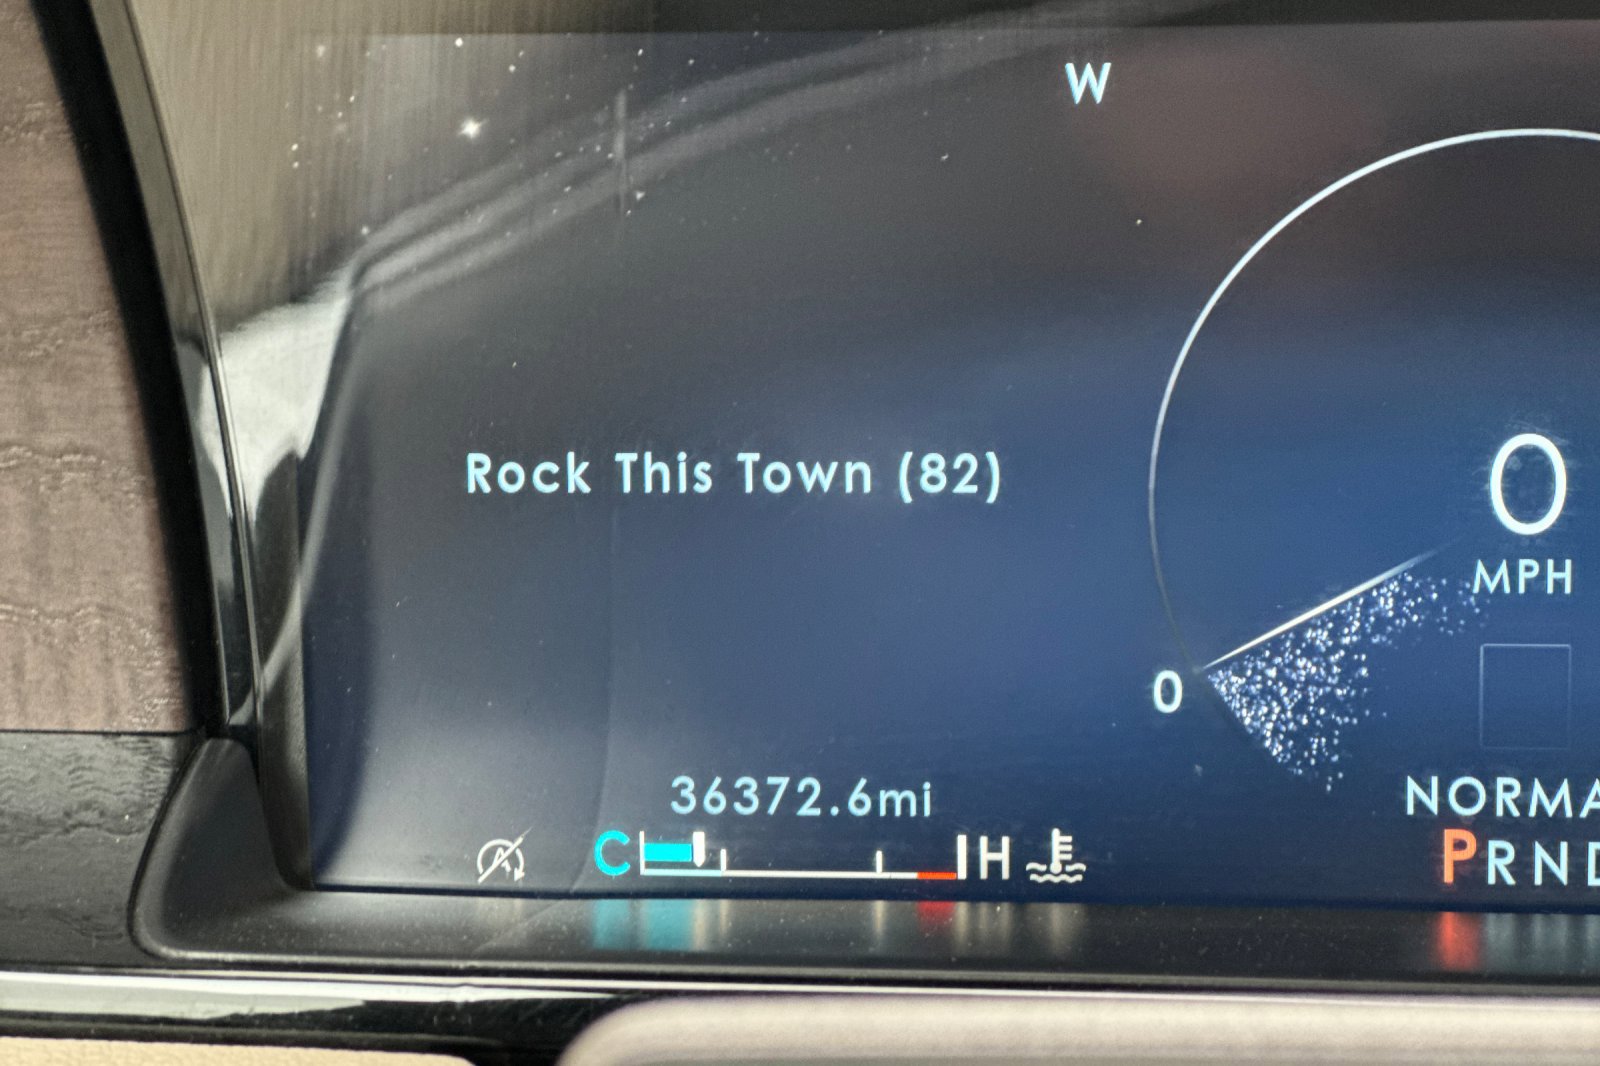 W
Rock This Town (82)
0
MPH
0
36372.6mi
NORMA
C H
PRND